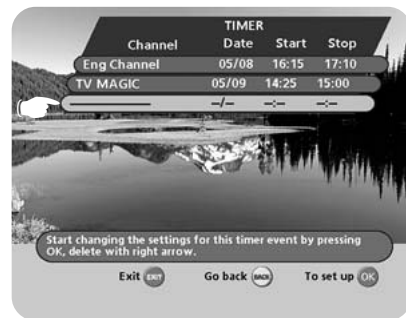 TIMER
Channel Date Start Stop
Eng Channel 05/08 16:15 17:10
TV MAGIC 05/09 14:25 15:00
–/– –:– –:–
Start changing the settings for this timer event by pressing
OK, delete with right arrow.
Exit EXIT Go back BACK To set up OK